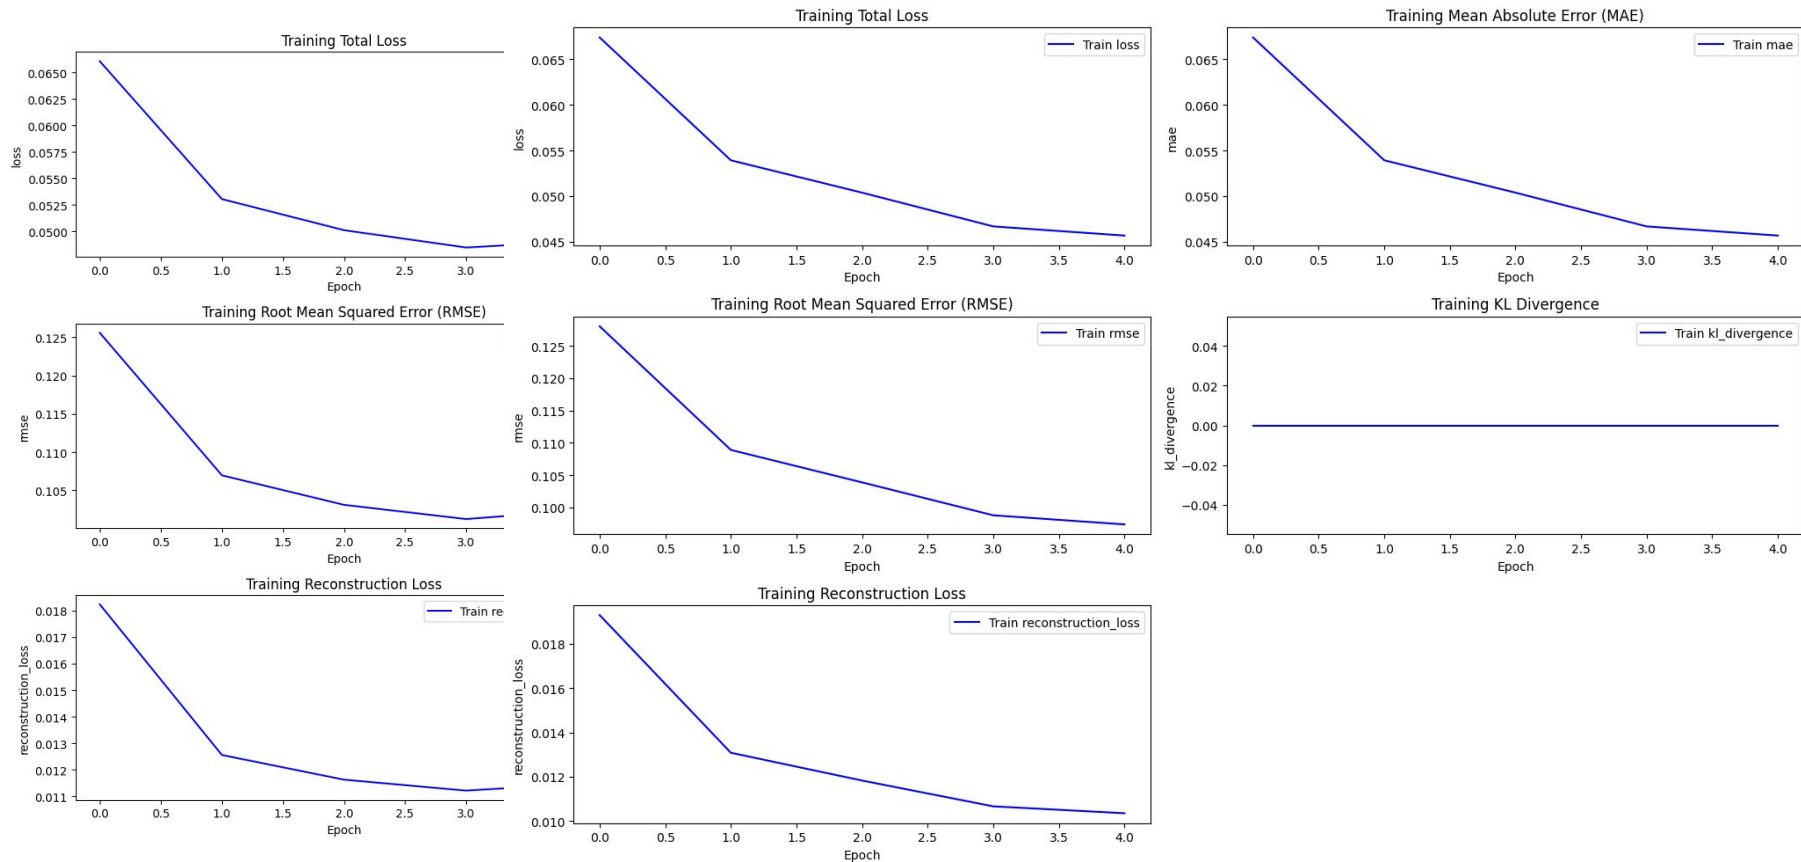 Training Total Loss
loss
0.0650
0.0625
0.0600
0.0575
0.0550
0.0525
0.0500
0.0 0.5 1.0 1.5 2.0 2.5 3.0
Epoch
Training Total Loss
Train loss
loss
0.065
0.060
0.055
0.050
0.045
0.0 0.5 1.0 1.5 2.0 2.5 3.0 3.5 4.0
Epoch
Training Mean Absolute Error (MAE)
Train mae
mae
0.065
0.060
0.055
0.050
0.045
0.0 0.5 1.0 1.5 2.0 2.5 3.0 3.5 4.0
Epoch
Training Root Mean Squared Error (RMSE)
rmse
0.125
0.120
0.115
0.110
0.105
0.0 0.5 1.0 1.5 2.0 2.5 3.0
Epoch
Training Root Mean Squared Error (RMSE)
Train rmse
rmse
0.125
0.120
0.115
0.110
0.105
0.100
0.0 0.5 1.0 1.5 2.0 2.5 3.0 3.5 4.0
Epoch
Training KL Divergence
Train kl_divergence
kl_divergence
0.04
0.02
0.00
−0.02
−0.04
0.0 0.5 1.0 1.5 2.0 2.5 3.0 3.5 4.0
Epoch
Training Reconstruction Loss
Train re
reconstruction_loss
0.018
0.017
0.016
0.015
0.014
0.013
0.012
0.011
0.0 0.5 1.0 1.5 2.0 2.5 3.0
Epoch
Training Reconstruction Loss
Train reconstruction_loss
reconstruction_loss
0.018
0.016
0.014
0.012
0.010
0.0 0.5 1.0 1.5 2.0 2.5 3.0 3.5 4.0
Epoch